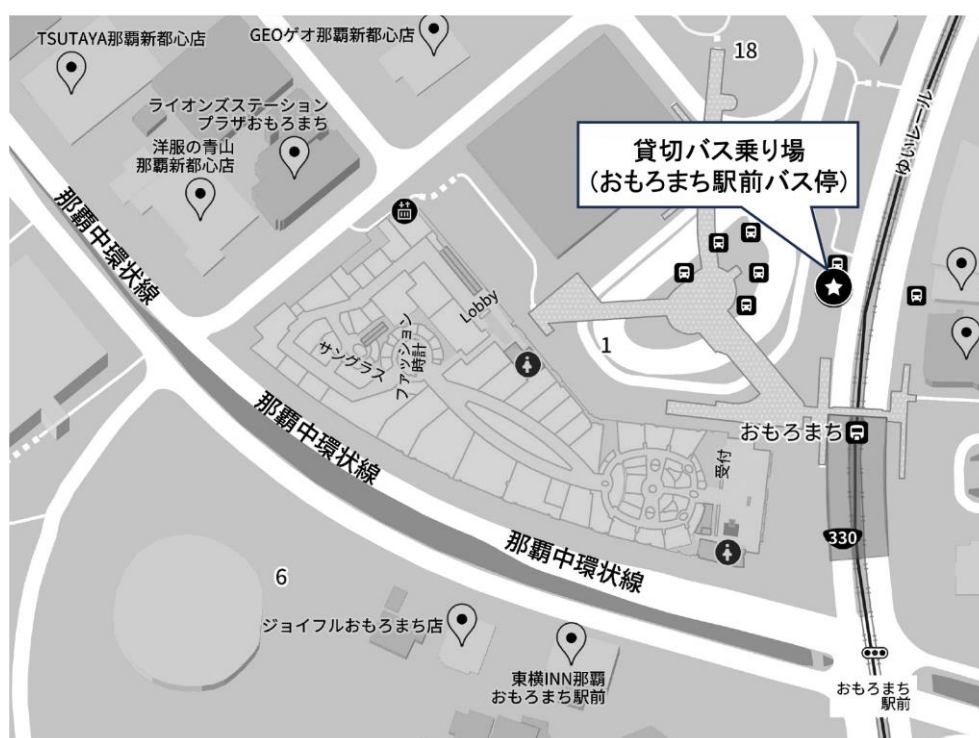 TSUTAYA那覇新都心店
GEOゲオ那覇新都心店
18
ライオンズステーション
プラザおもろまち
洋服の青山
那覇新都心店
貸切バス乗り場
(おもろまち駅前バス停)
ゆいレール
那覇中環状線
Lobby
サングラス
ファッション
時計
1
那覇中環状線
おもろまち
受付
330
那覇中環状線
6
ジョイフルおもろまち店
東横INN那覇
おもろまち駅前
おもろまち
駅前